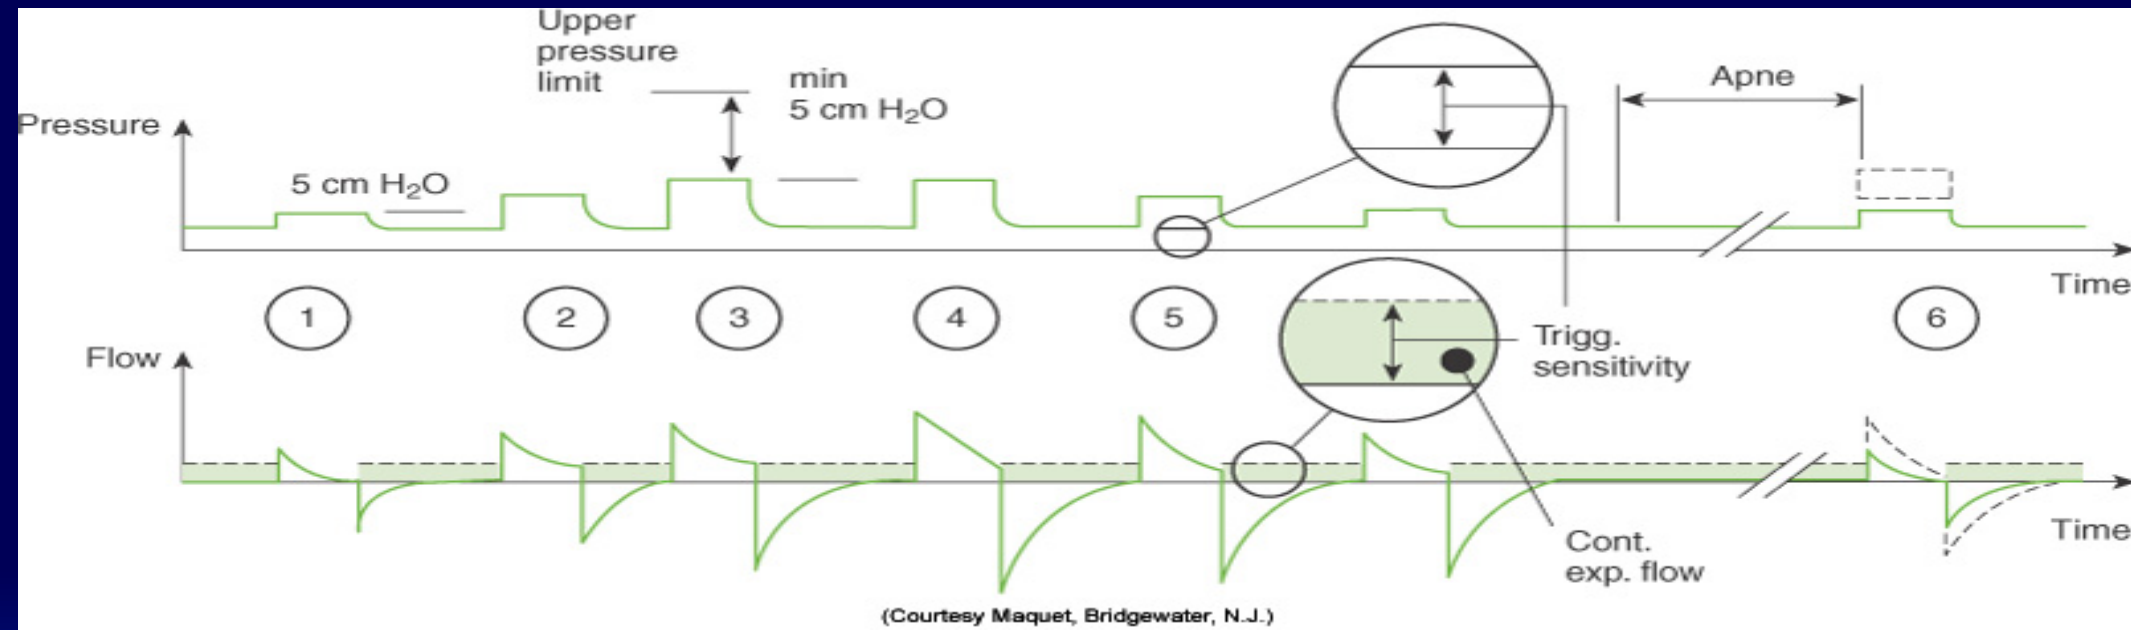 Upper
pressure
limit
min
5 cm H₂O
Apne
Pressure
5 cm H₂O
Time
1
2
3
4
5
6
Flow
Trigg.
sensitivity
Time
Cont.
exp. flow
(Courtesy Maquet, Bridgewater, N.J.)